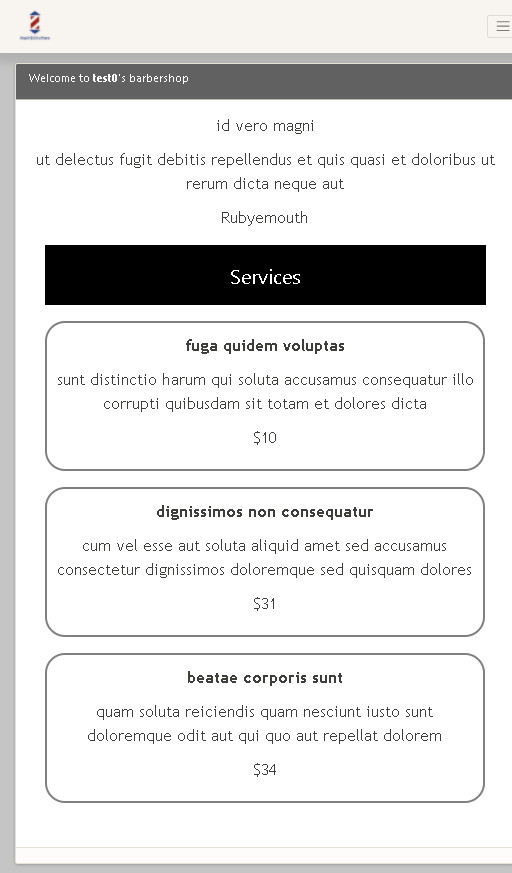 Welcome to test0's barbershop
id vero magni
ut delectus fugit debitis repellendus et quis quasi et doloribus ut
rerum dicta neque aut
Rubyemouth
Services
fuga quidem voluptas
sunt distinctio harum qui soluta accusamus consequatur illo
corrupti quibusdam sit totam et dolores dicta
$10
dignissimos non consequatur
cum vel esse aut soluta aliquid amet sed accusamus
consectetur dignissimos doloremque sed quisquam dolores
$31
beatae corporis sunt
quam soluta reiciendis quam nesciunt iusto sunt
doloremque odit aut qui quo aut repellat dolorem
$34